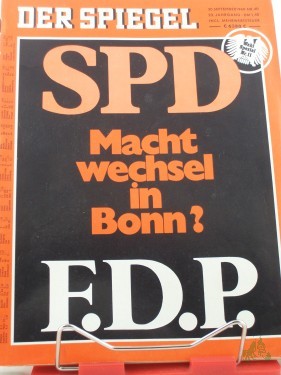 DER SPIEGEL
SPD
Macht
wechsel
in
Bonn?
F.D.P.